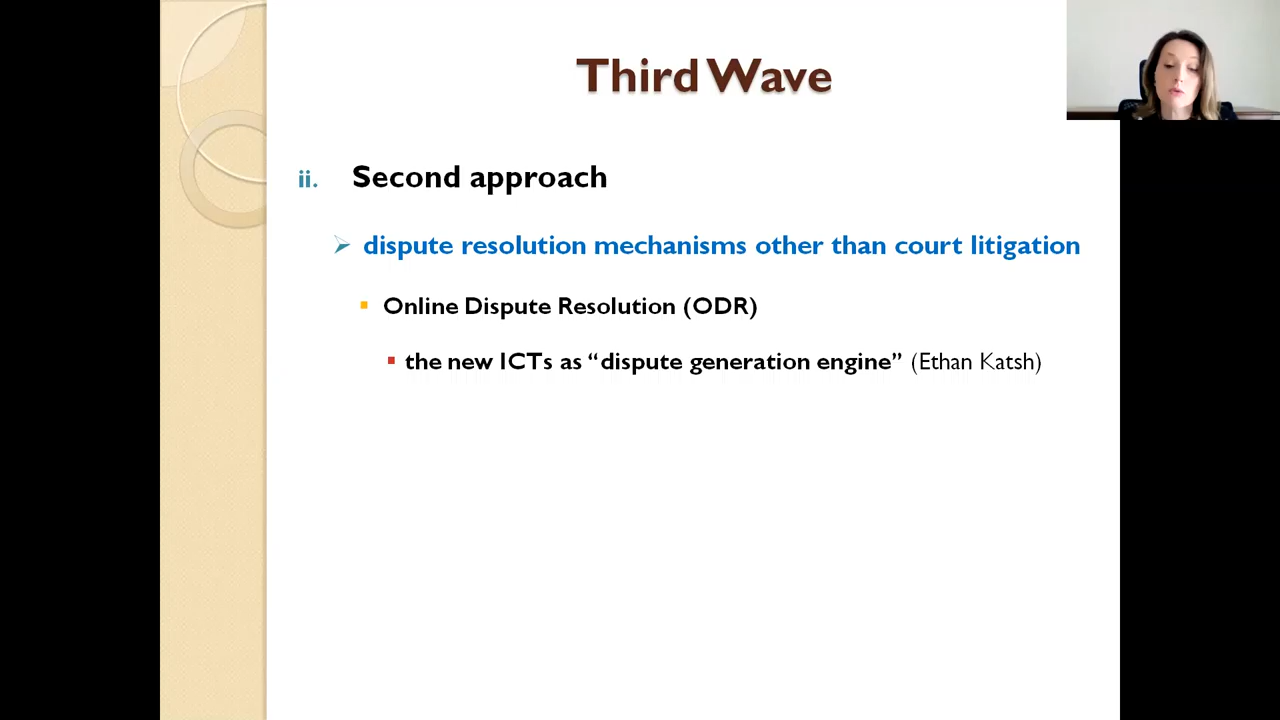 Third Wave
ii. Second approach
dispute resolution mechanisms other than court litigation
Online Dispute Resolution (ODR)
the new ICTs as “dispute generation engine” (Ethan Katsh)